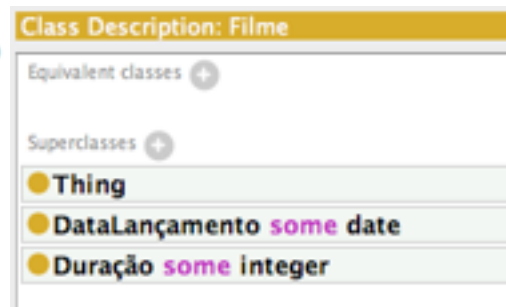 Class Description: Filme
Equivalent classes
Superclasses
Thing
DataLançamento some date
Duração some integer